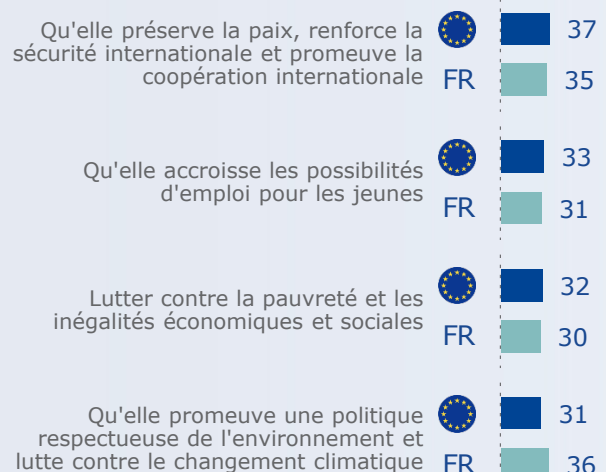 Qu'elle préserve la paix, renforce la
sécurité internationale et promeuve la
coopération internationale
37
FR 35
Qu'elle accroisse les possibilités
d'emploi pour les jeunes
33
FR 31
Lutter contre la pauvreté et les
inégalités économiques et sociales
32
FR 30
Qu'elle promeuve une politique
respectueuse de l'environnement et
lutte contre le changement climatique
31
FR 36